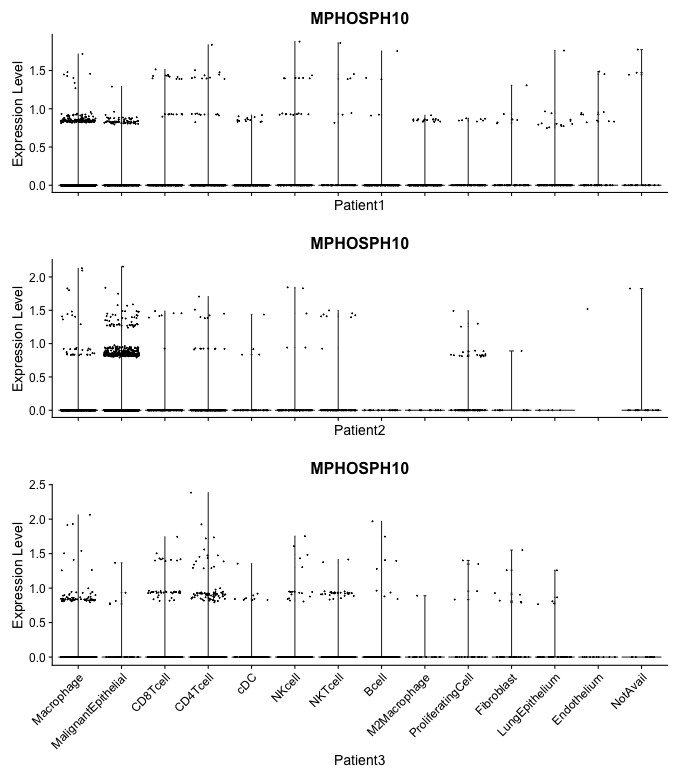 MPHOSPH10
Expression Level
1.5
1.0
0.5
0.0
Patient1
MPHOSPH10
Expression Level
2.0
1.5
1.0
0.5
0.0
Patient2
MPHOSPH10
Expression Level
2.5
2.0
1.5
1.0
0.5
0.0
Macrophage
MalignantEpithelial
CD8Tcell
CD4Tcell
cDC
NKcell
NKTcell
Bcell
M2Macrophage
ProliferatingCell
Fibroblast
LungEpithelium
Endothelium
NotAvail
Patient3